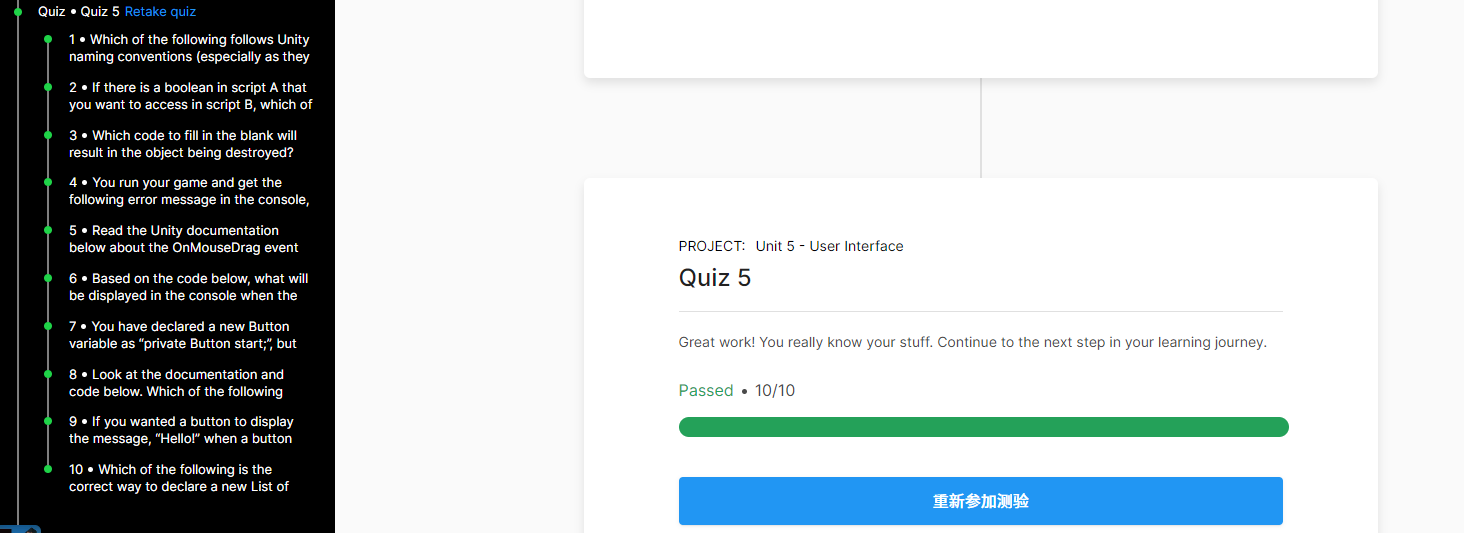 Quiz • Quiz 5 Retake quiz
1 • Which of the following follows Unity
naming conventions (especially as they
2 • If there is a boolean in script A that
you want to access in script B, which of
3 • Which code to fill in the blank will
result in the object being destroyed?
4 • You run your game and get the
following error message in the console,
5 • Read the Unity documentation
below about the OnMouseDrag event
6 • Based on the code below, what will
be displayed in the console when the
7 • You have declared a new Button
variable as “private Button start;”, but
8 • Look at the documentation and
code below. Which of the following
9 • If you wanted a button to display
the message, “Hello!” when a button
10 • Which of the following is the
correct way to declare a new List of
PROJECT: Unit 5 - User Interface
Quiz 5
Great work! You really know your stuff. Continue to the next step in your learning journey.
Passed • 10/10
重新参加测验